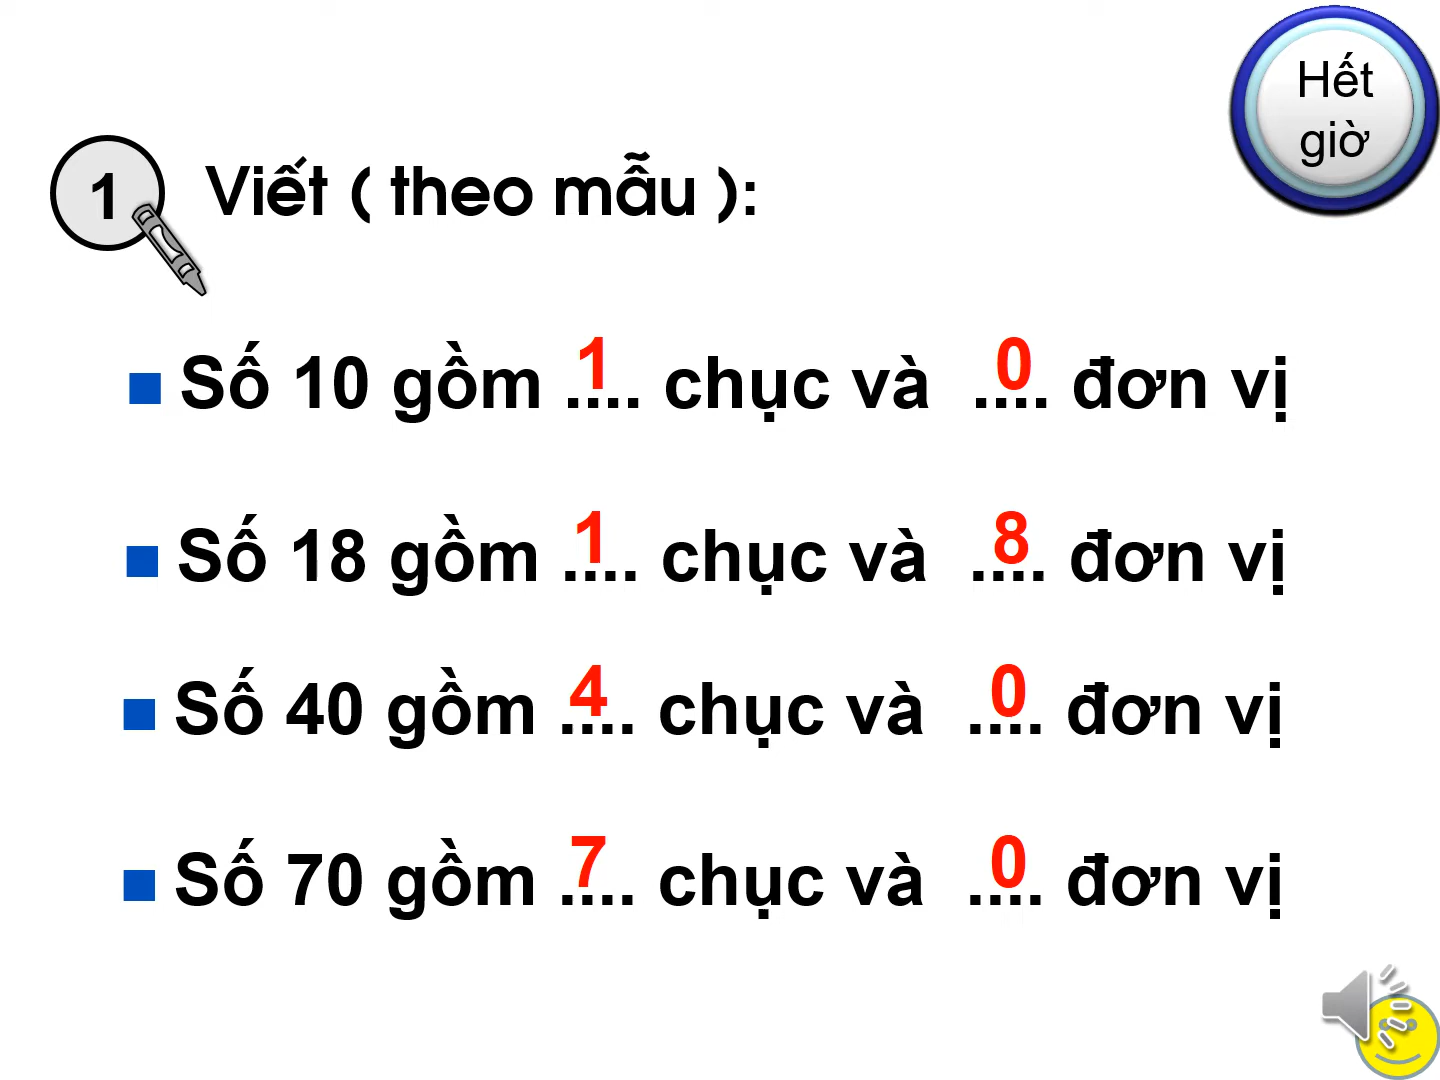 Hết
giờ
1 Viết ( theo mẫu ):
Số 10 gồm .1... chục và .0... đơn vị
Số 18 gồm .1... chục và .8... đơn vị
Số 40 gồm .4... chục và .0... đơn vị
Số 70 gồm .7... chục và .0... đơn vị